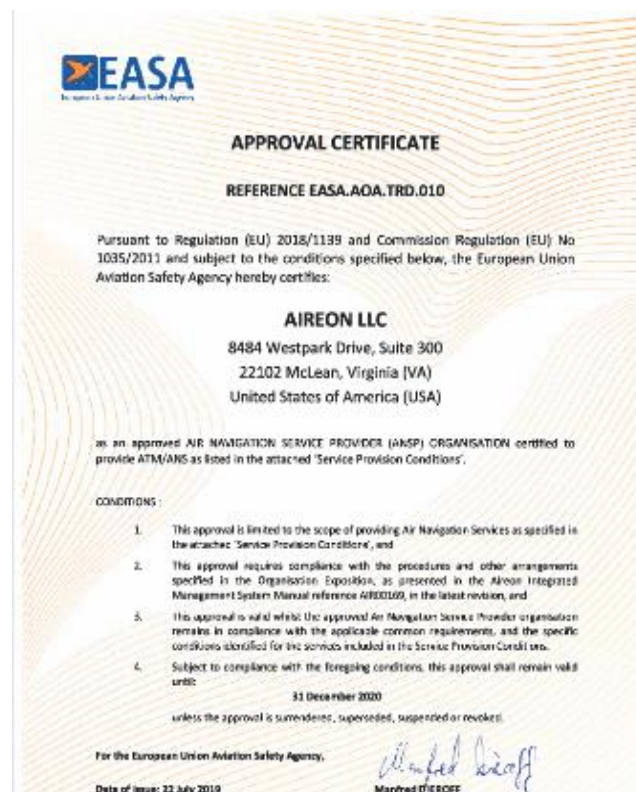 EASA
European Union Aviation Safety Agency
APPROVAL CERTIFICATE
REFERENCE EASA.AOA.TRD.010
Pursuant to Regulation (EU) 2018/1139 and Commission Regulation (EU) No
1035/2011 and subject to the conditions specified below, the European Union
Aviation Safety Agency hereby certifies:
AIREON LLC
8484 Westpark Drive, Suite 300
22102 McLean, Virginia (VA)
United States of America (USA)
as an approved AIR NAVIGATION SERVICE PROVIDER (ANSP) ORGANISATION certified to
provide ATM/ANS as listed in the attached 'Service Provision Conditions'.
CONDITIONS :
1. This approval is limited to the scope of providing Air Navigation Services as specified in
the attached 'Service Provision Conditions', and
2. This approval requires compliance with the procedures and other arrangements
specified in the Organisation Exposition, as presented in the Aireon Integrated
Management System Manual reference AIR00169, in the latest revision, and
3. This approval is valid whilst the approved Air Navigation Service Provider organisation
remains in compliance with the applicable common requirements, and the specific
conditions identified for the services included in the Service Provision Conditions.
4. Subject to compliance with the foregoing conditions, this approval shall remain valid
until:
31 December 2020
unless the approval is surrendered, superseded, suspended or revoked.
For the European Union Aviation Safety Agency,
Date of issue: 22 July 2019
Manfred